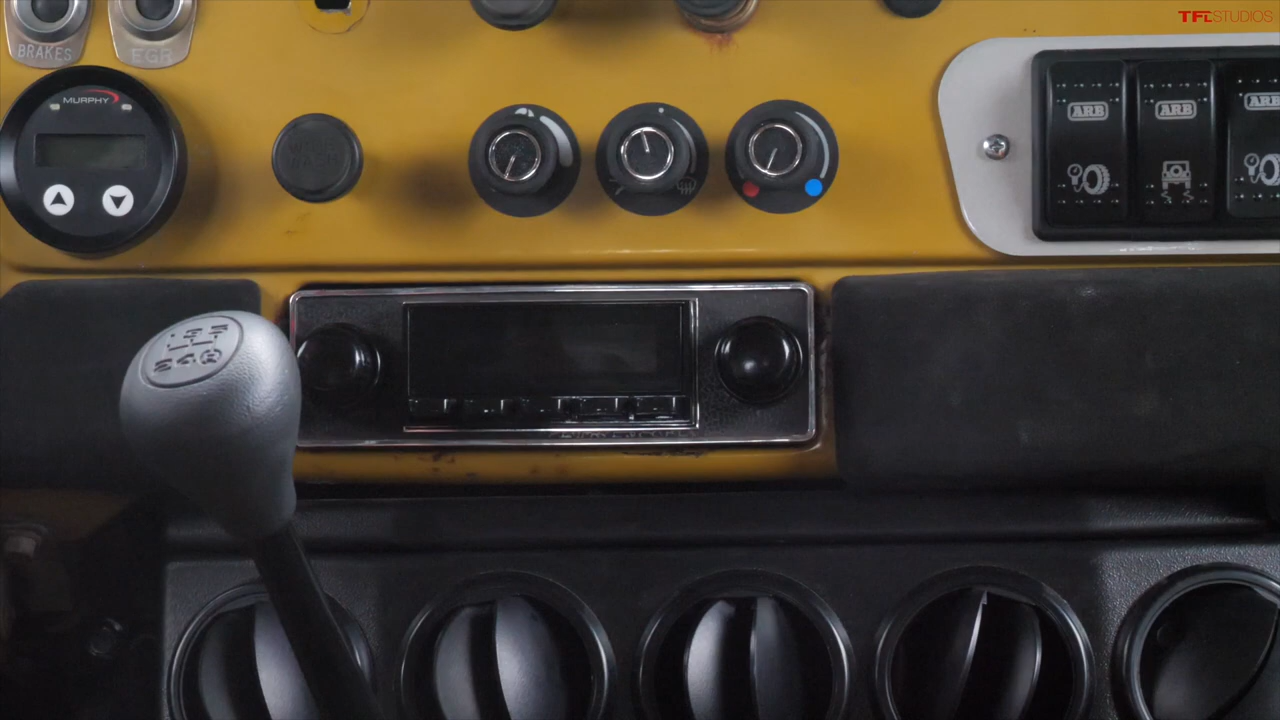 TFLSTUDIOS
BRAKES
EGR
MURPHY
ARB
ARB
ARB